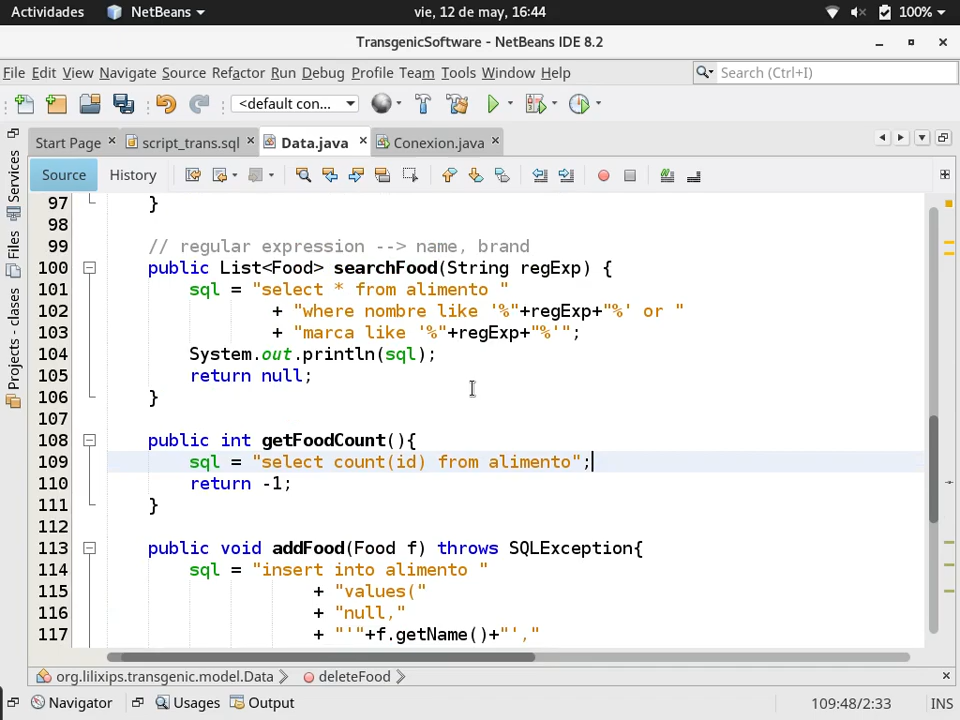 Actividades NetBeans vie, 12 de may, 16:44 100%
TransgenicSoftware - NetBeans IDE 8.2
File Edit View Navigate Source Refactor Run Debug Profile Team Tools Window Help Search (Ctrl+I)
<default con...
Start Page script_trans.sql Data.java Conexion.java
Source History
Services
Files
Projects - clases
97 }
98
99 // regular expression --> name, brand
100 public List<Food> searchFood(String regExp) {
101 sql = "select * from alimento "
102 + "where nombre like '%"+regExp+"%' or "
103 + "marca like '%"+regExp+"%'";
104 System.out.println(sql);
105 return null;
106 }
107
108 public int getFoodCount(){
109 sql = "select count(id) from alimento";
110 return -1;
111 }
112
113 public void addFood(Food f) throws SQLException{
114 sql = "insert into alimento "
115 + "values("
116 + "null,"
117 + "'"+f.getName()+"',"
org.lilixips.transgenic.model.Data deleteFood
Navigator Usages Output 109:48/2:33 INS